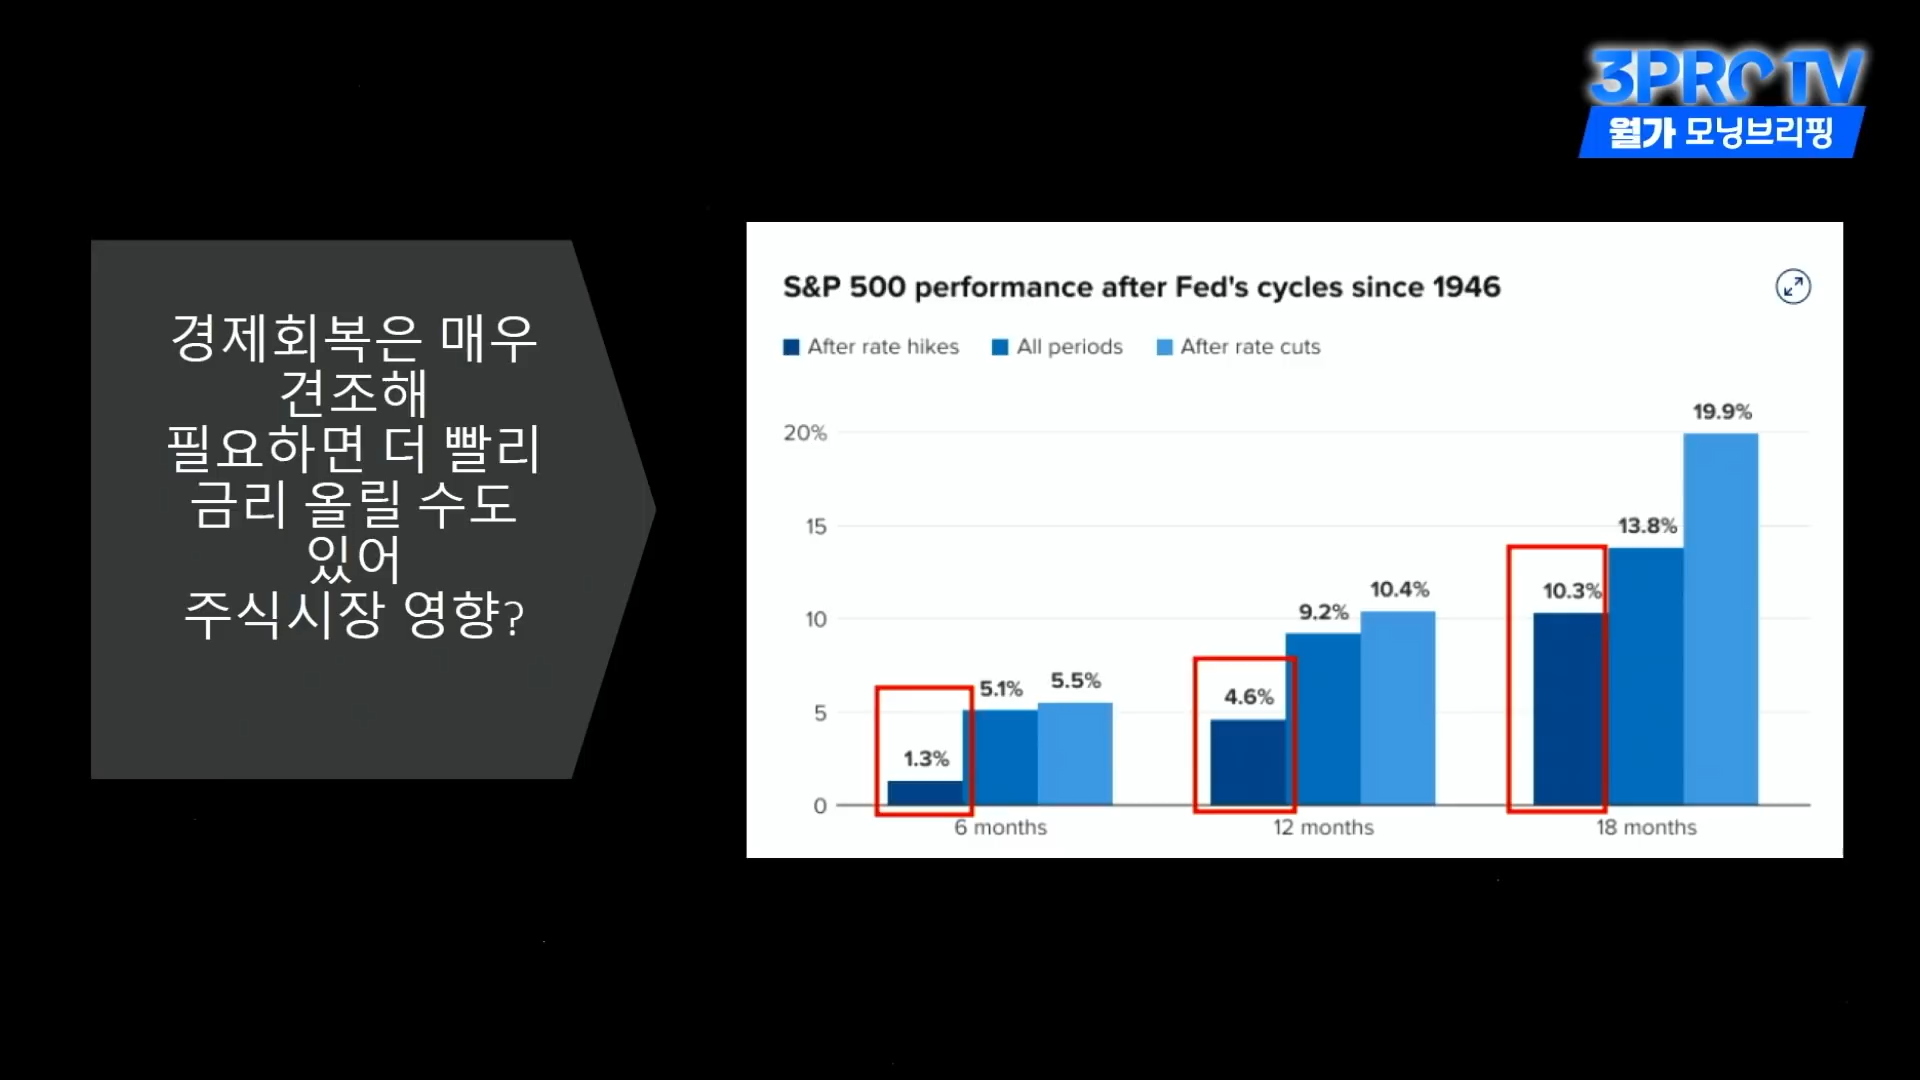 3PRO TV
월가 모닝브리핑
경제회복은 매우
견조해
필요하면 더 빨리
금리 올릴 수도
있어
주식시장 영향?
S&P 500 performance after Fed's cycles since 1946
After rate hikes All periods After rate cuts
20%
15
10
5
0
1.3%
5.1%
5.5%
4.6%
9.2%
10.4%
10.3%
13.8%
19.9%
6 months
12 months
18 months